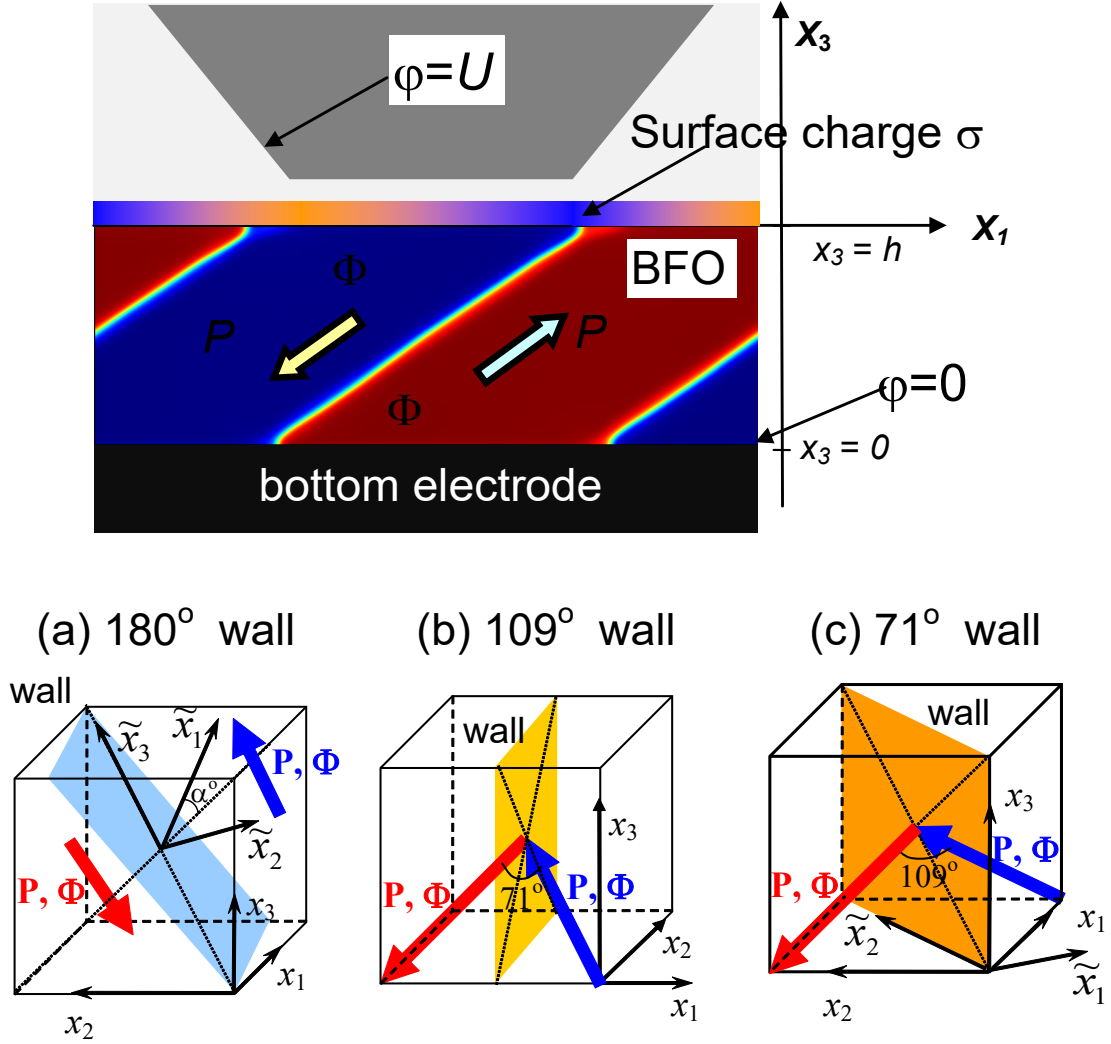 x₃
φ=U
Surface charge σ
x₁
x₃ = h
BFO
Φ
P
P
Φ
φ=0
x₃ = 0
bottom electrode
(a) 180° wall
(b) 109° wall
(c) 71° wall
wall
x̃₃
x̃₁
P, Φ
α°
x̃₂
P, Φ
x₃
x₁
x₂
wall
x₃
P, Φ
71°
P, Φ
x₂
x₁
wall
x₃
P, Φ
P, Φ
109°
x̃₂
x₁
x̃₁
x₂